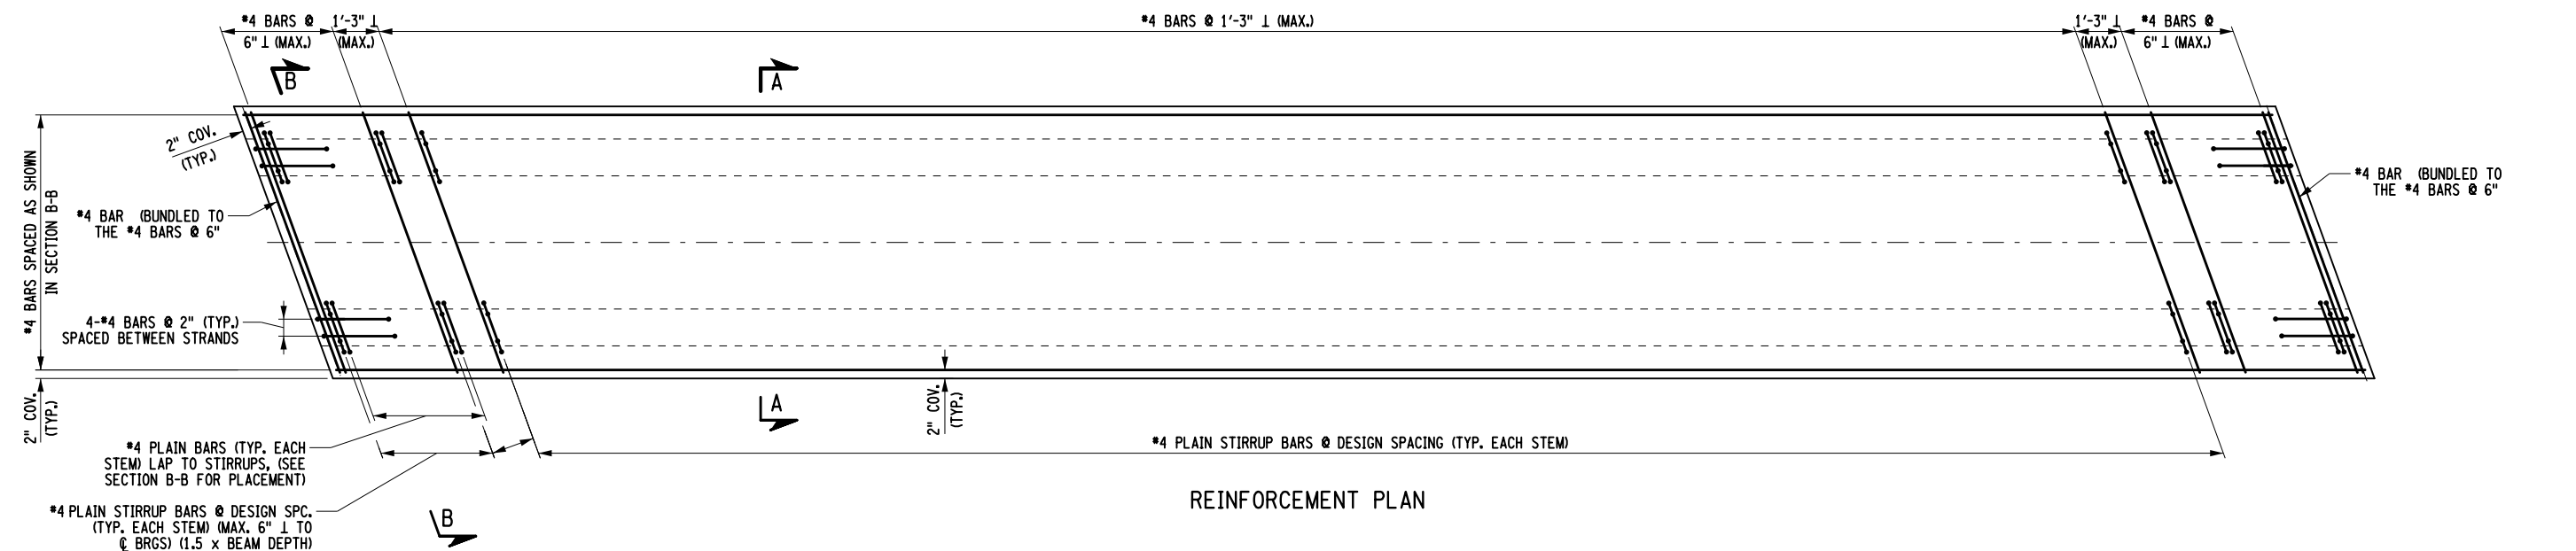 #4 BARS @
6" ⊥ (MAX.)
1'-3" ⊥
(MAX.)
#4 BARS @ 1'-3" ⊥ (MAX.)
1'-3" ⊥
(MAX.)
#4 BARS @
6" ⊥ (MAX.)
B
A
2" COV.
(TYP.)
#4 BARS SPACED AS SHOWN
IN SECTION B-B
#4 BAR (BUNDLED TO
THE #4 BARS @ 6"
#4 BAR (BUNDLED TO
THE #4 BARS @ 6"
4-#4 BARS @ 2" (TYP.)
SPACED BETWEEN STRANDS
2" COV.
(TYP.)
A
2" COV.
(TYP.)
#4 PLAIN BARS (TYP. EACH
STEM) LAP TO STIRRUPS, (SEE
SECTION B-B FOR PLACEMENT)
#4 PLAIN STIRRUP BARS @ DESIGN SPACING (TYP. EACH STEM)
#4 PLAIN STIRRUP BARS @ DESIGN SPC.
(TYP. EACH STEM) (MAX. 6" ⊥ TO
℄ BRGS) (1.5 x BEAM DEPTH)
B
REINFORCEMENT PLAN